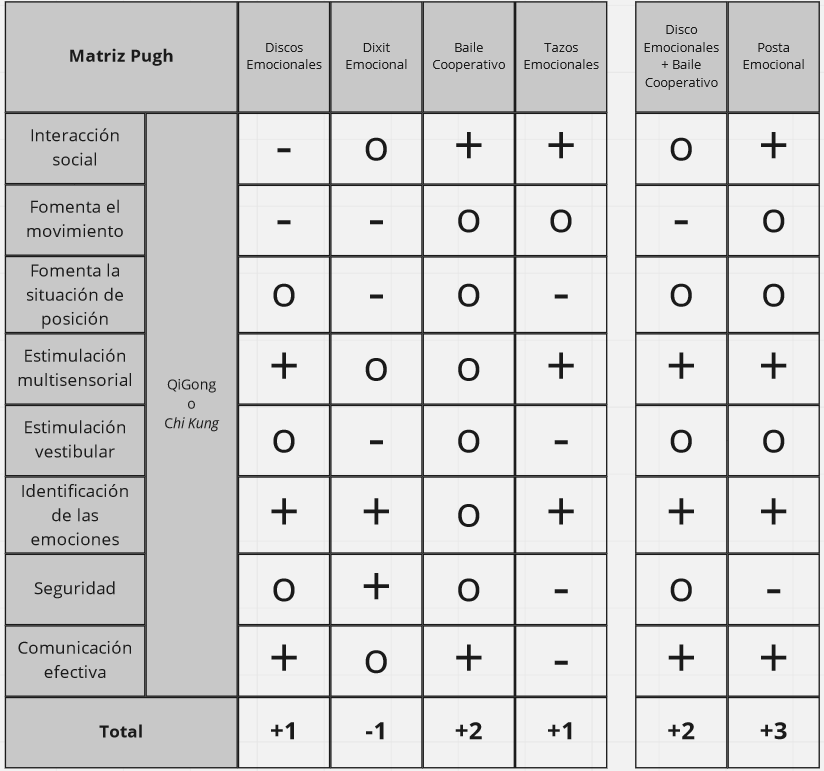 Matriz Pugh
Discos
Emocionales
Dixit
Emocional
Baile
Cooperativo
Tazos
Emocionales
Disco
Emocionales
+ Baile
Cooperativo
Posta
Emocional
QiGong
o
Chi Kung
Interacción
social
- o + + o +
Fomenta el
movimiento
- - o o - o
Fomenta la
situación de
posición
o - o - o o
Estimulación
multisensorial
+ o o + + +
Estimulación
vestibular
o - o - o o
Identificación
de las
emociones
+ + o + + +
Seguridad
o + o - o -
Comunicación
efectiva
+ o + - + +
Total +1 -1 +2 +1 +2 +3